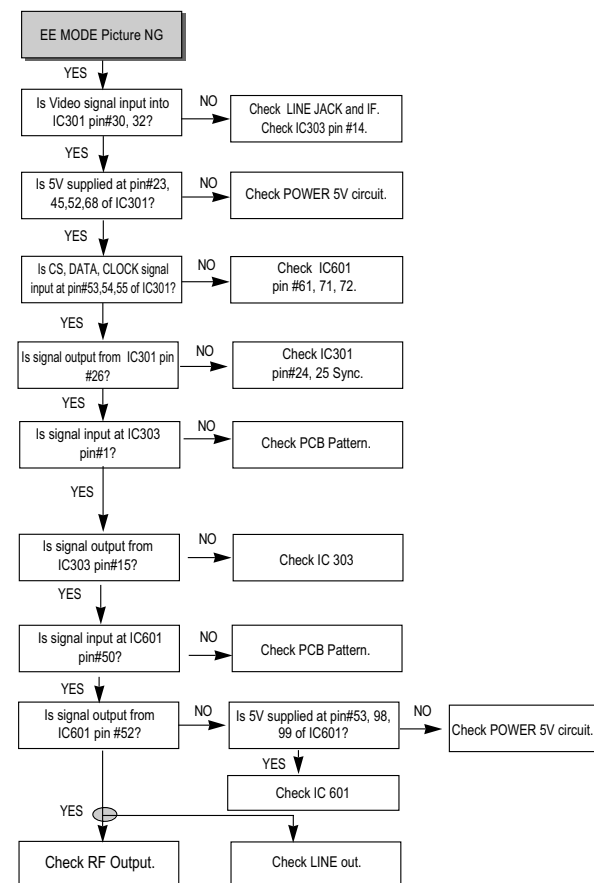 EE MODE Picture NG
YES
Is Video signal input into
IC301 pin#30, 32?
NO
Check LINE JACK and IF.
Check IC303 pin #14.
YES
Is 5V supplied at pin#23,
45,52,68 of IC301?
NO
Check POWER 5V circuit.
YES
Is CS, DATA, CLOCK signal
input at pin#53,54,55 of IC301?
NO
Check IC601
pin #61, 71, 72.
YES
Is signal output from IC301 pin
#26?
NO
Check IC301
pin#24, 25 Sync.
YES
Is signal input at IC303
pin#1?
NO
Check PCB Pattern.
YES
Is signal output from
IC303 pin#15?
NO
Check IC 303
YES
Is signal input at IC601
pin#50?
NO
Check PCB Pattern.
YES
Is signal output from
IC601 pin #52?
NO
Is 5V supplied at pin#53, 98,
99 of IC601?
NO
Check POWER 5V circuit.
YES
Check IC 601
YES
Check RF Output.
Check LINE out.